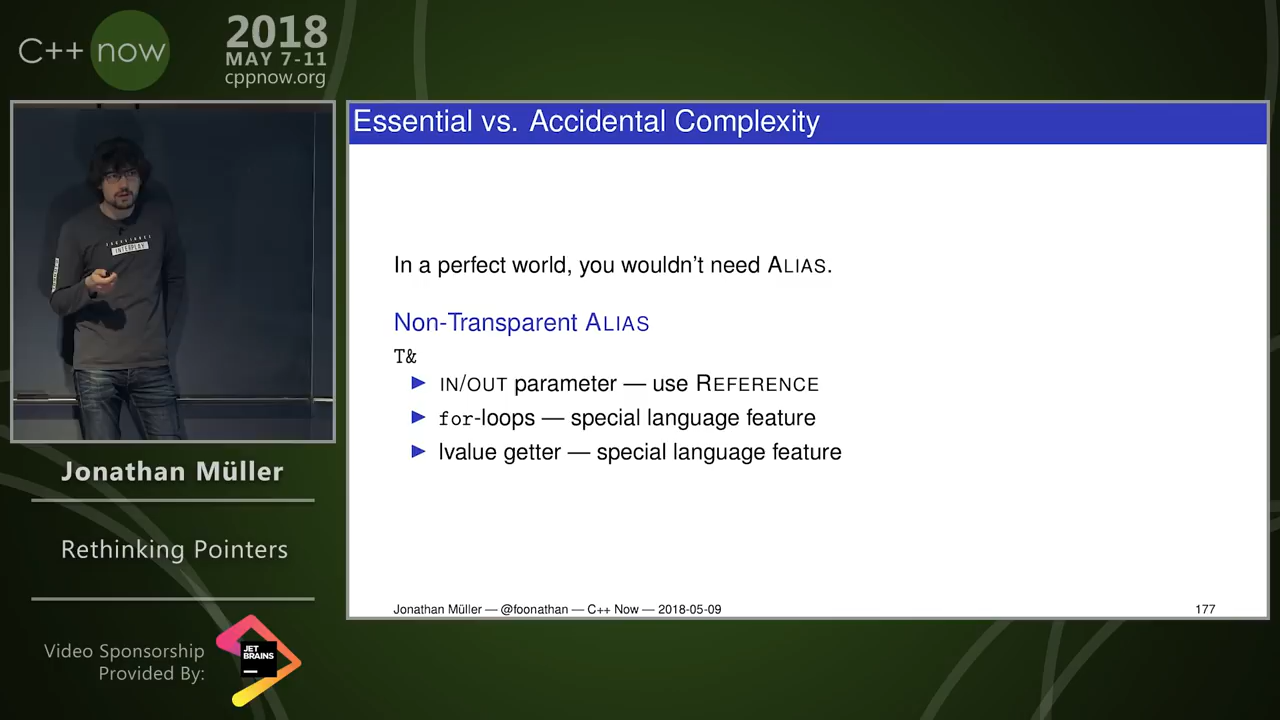 C++ now
2018
MAY 7-11
cppnow.org
Essential vs. Accidental Complexity
In a perfect world, you wouldn't need ALIAS.
Non-Transparent ALIAS
T&
IN/OUT parameter — use REFERENCE
for-loops — special language feature
lvalue getter — special language feature
Jonathan Müller — @foonathan — C++ Now — 2018-05-09
177
Jonathan Müller
Rethinking Pointers
Video Sponsorship
Provided By:
JET
BRAINS